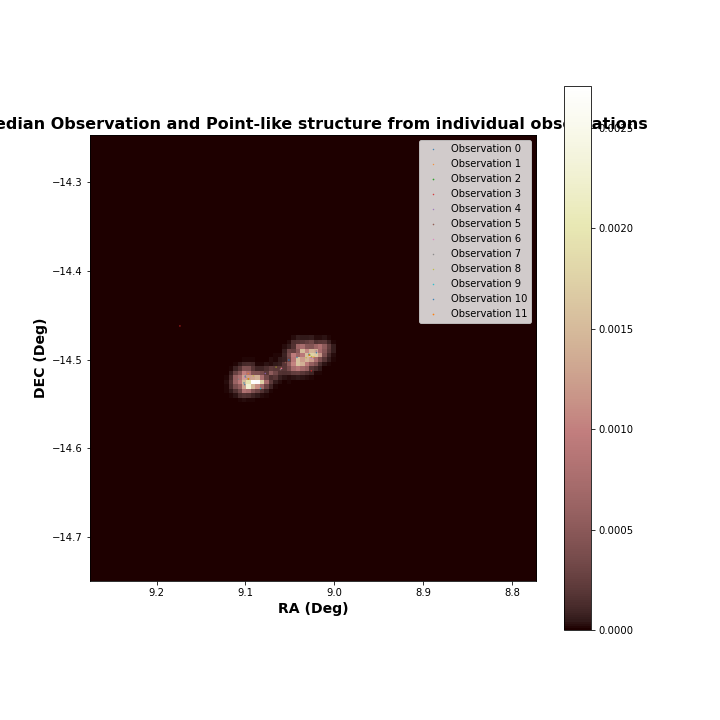 edian Observation and Point-like structure from individual observations
Observation 0
Observation 1
Observation 2
Observation 3
Observation 4
Observation 5
Observation 6
Observation 7
Observation 8
Observation 9
Observation 10
Observation 11
−14.3
−14.4
−14.5
−14.6
−14.7
DEC (Deg)
9.2 9.1 9.0 8.9 8.8
RA (Deg)
0.0025
0.0020
0.0015
0.0010
0.0005
0.0000